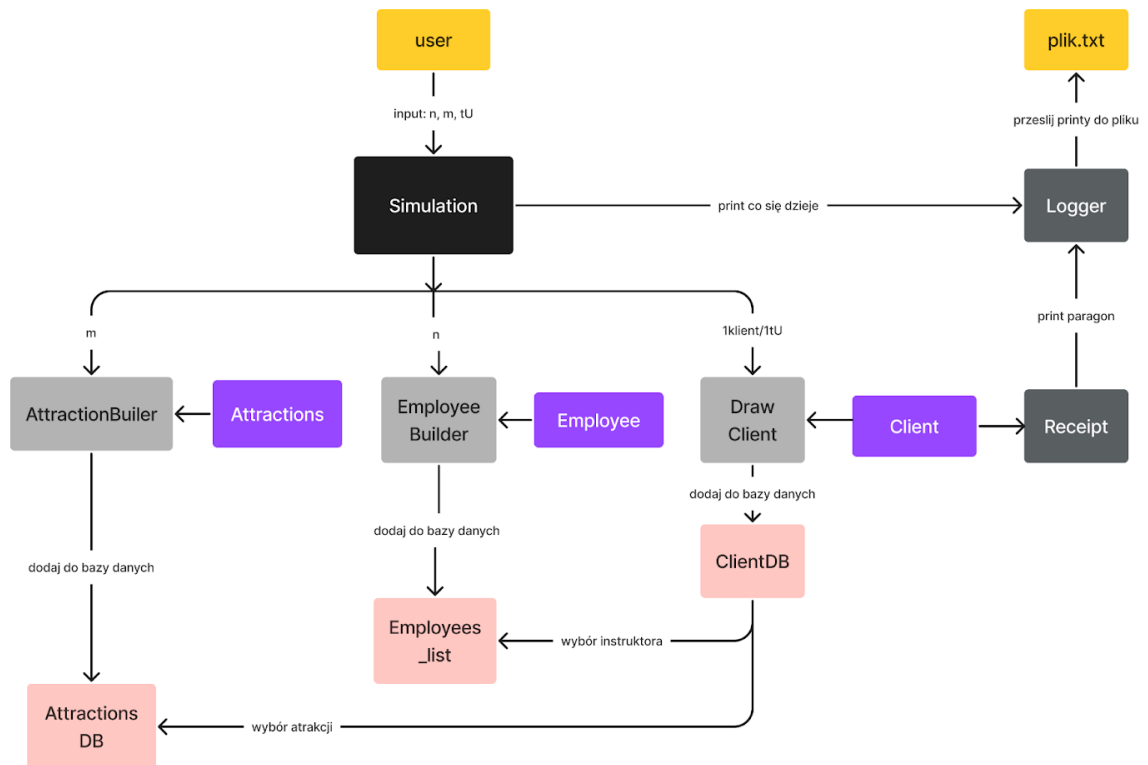 user
plik.txt
input: n, m, tU
przeslij printy do pliku
Simulation
print co się dzieje
Logger
m
n
1klient/1tU
print paragon
AttractionBuiler
Attractions
Employee
Builder
Employee
Draw
Client
Client
Receipt
dodaj do bazy danych
dodaj do bazy danych
dodaj do bazy danych
ClientDB
Employees
_list
wybór instruktora
Attractions
DB
wybór atrakcji